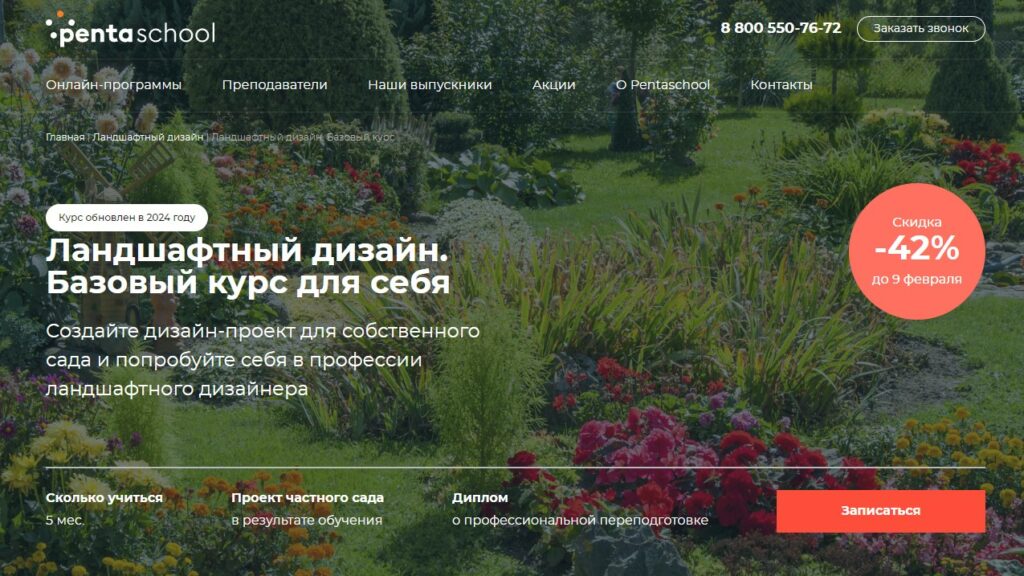 pentaschool
8 800 550-76-72
Заказать звонок
Онлайн-программы
Преподаватели
Наши выпускники
Акции
О Pentaschool
Контакты
Главная | Ландшафтный дизайн | Ландшафтный дизайн. Базовый курс
Курс обновлен в 2024 году
Ландшафтный дизайн.
Базовый курс для себя
Создайте дизайн-проект для собственного
сада и попробуйте себя в профессии
ландшафтного дизайнера
Скидка
-42%
до 9 февраля
Сколько учиться
5 мес.
Проект частного сада
в результате обучения
Диплом
о профессиональной переподготовке
Записаться